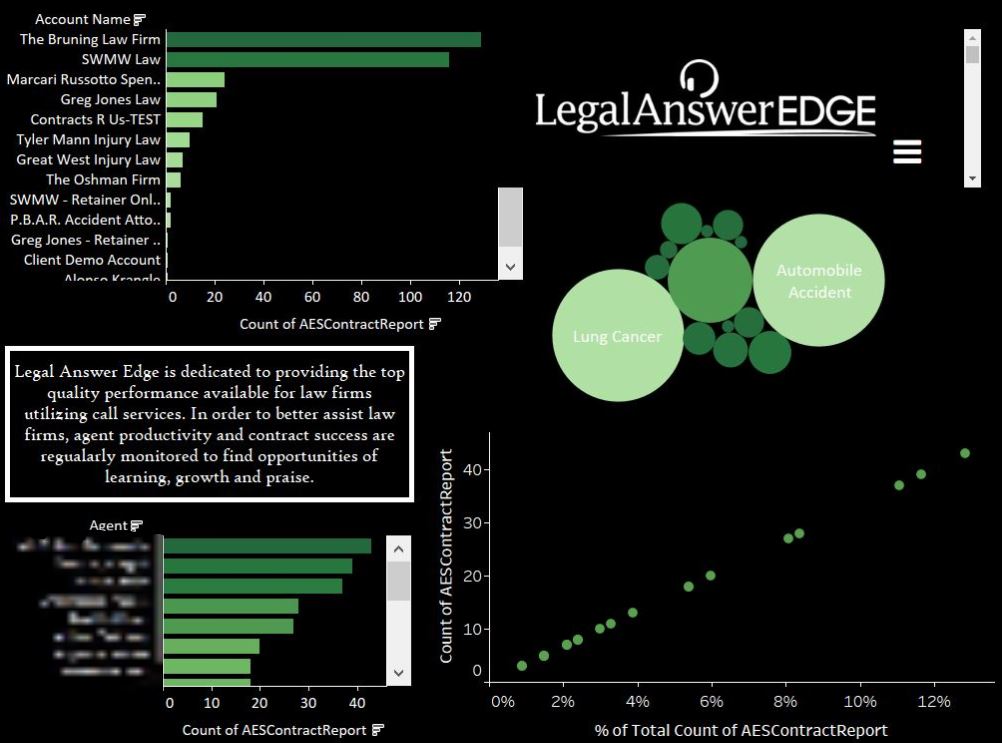 Account Name
The Bruning Law Firm
SWMW Law
Marcari Russotto Spen..
Greg Jones Law
Contracts R Us-TEST
Tyler Mann Injury Law
Great West Injury Law
The Oshman Firm
SWMW - Retainer Onl..
P.B.A.R. Accident Atto..
Greg Jones - Retainer ..
Client Demo Account
Alonso Krangle
0 20 40 60 80 100 120
Count of AESContractReport
LegalAnswerEDGE
Automobile
Accident
Lung Cancer
Legal Answer Edge is dedicated to providing the top
quality performance available for law firms
utilizing call services. In order to better assist law
firms, agent productivity and contract success are
regualarly monitored to find opportunities of
learning, growth and praise.
Agent
0 10 20 30 40
Count of AESContractReport
Count of AESContractReport
40
30
20
10
0
0% 2% 4% 6% 8% 10% 12%
% of Total Count of AESContractReport